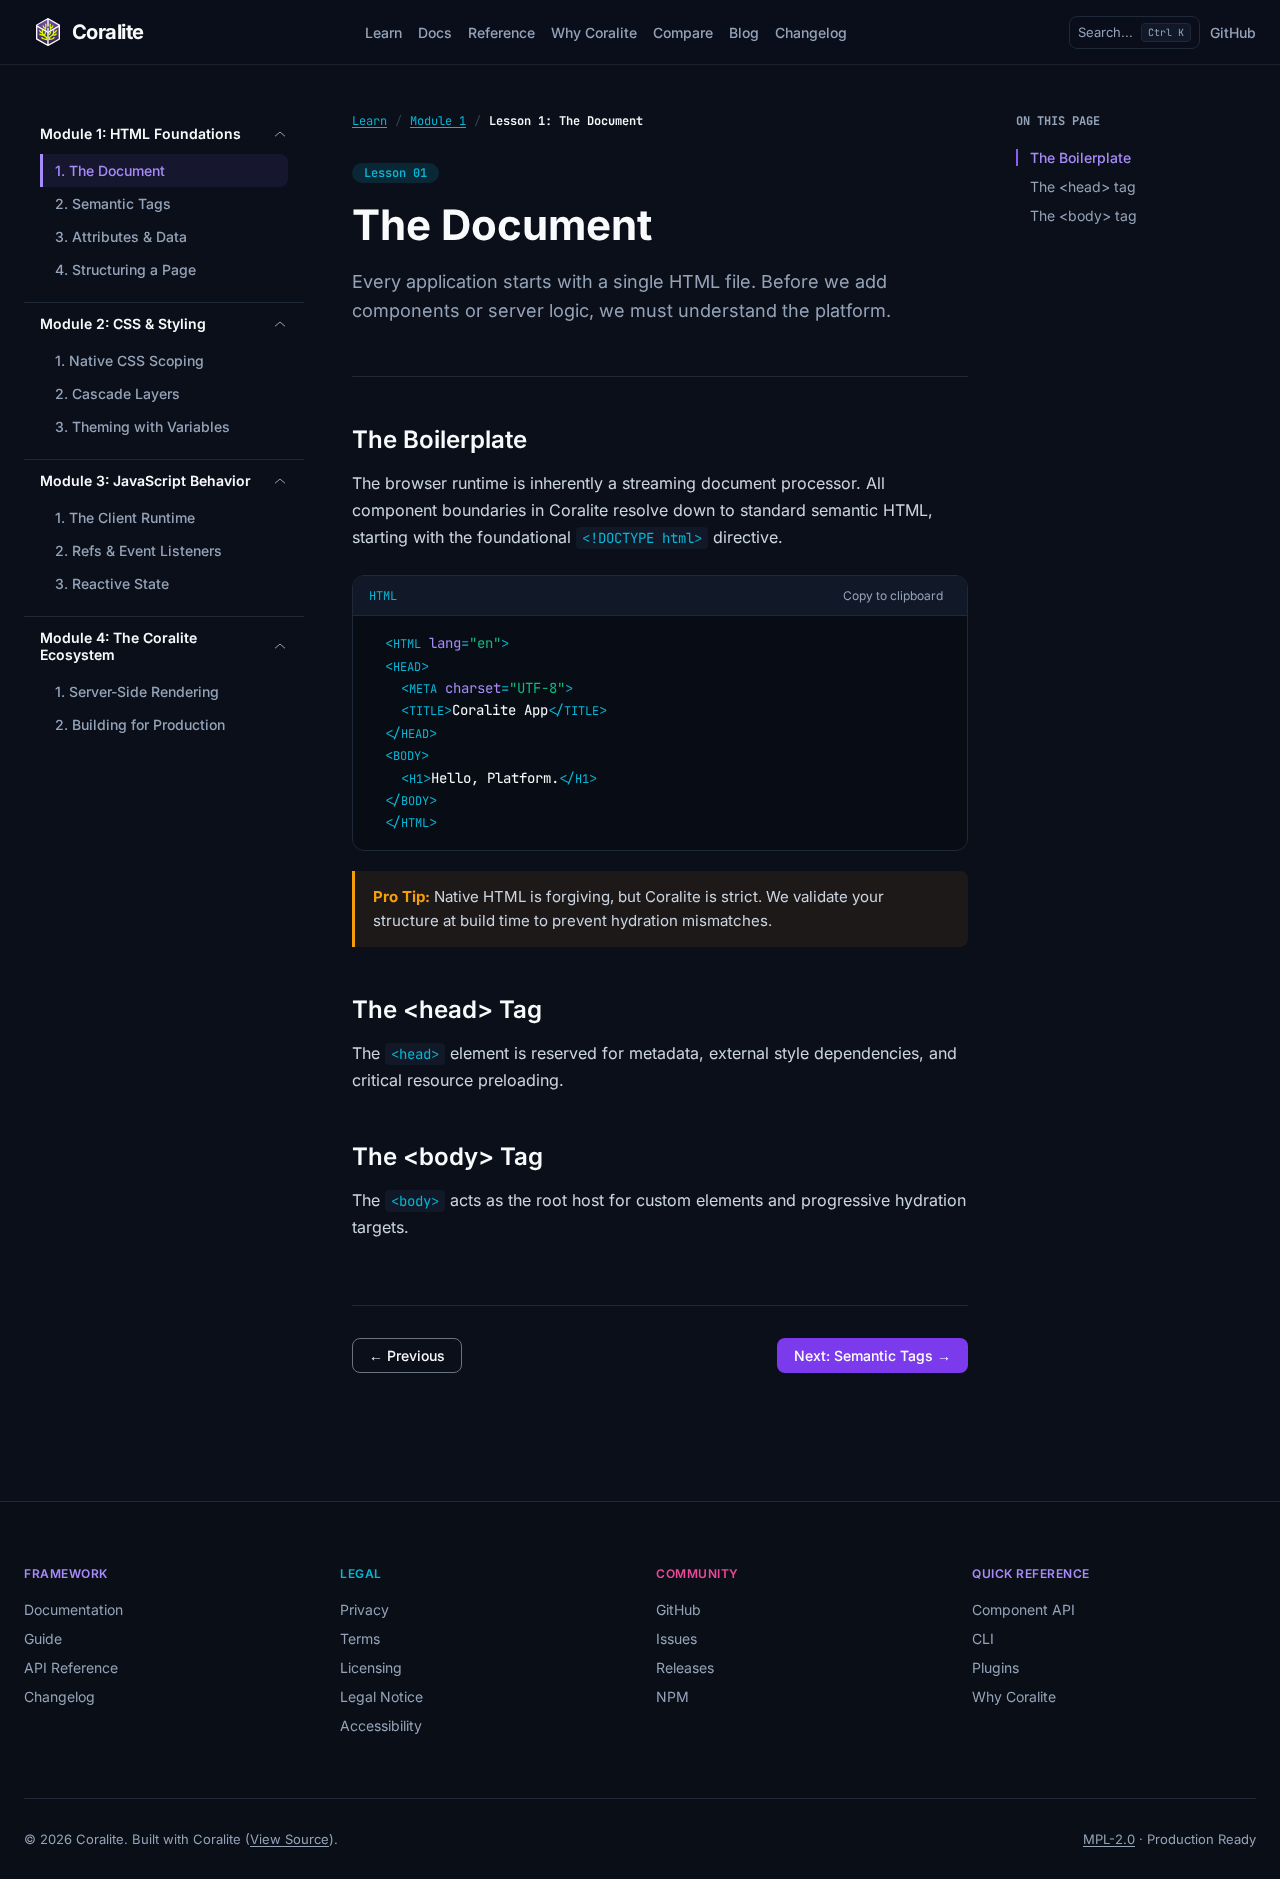 Coralite
Learn Docs Reference Why Coralite Compare Blog Changelog
Search... Ctrl K GitHub
Module 1: HTML Foundations
1. The Document
2. Semantic Tags
3. Attributes & Data
4. Structuring a Page
Module 2: CSS & Styling
1. Native CSS Scoping
2. Cascade Layers
3. Theming with Variables
Module 3: JavaScript Behavior
1. The Client Runtime
2. Refs & Event Listeners
3. Reactive State
Module 4: The Coralite
Ecosystem
1. Server-Side Rendering
2. Building for Production
Learn / Module 1 / Lesson 1: The Document
Lesson 01
The Document
Every application starts with a single HTML file. Before we add
components or server logic, we must understand the platform.
The Boilerplate
The browser runtime is inherently a streaming document processor. All
component boundaries in Coralite resolve down to standard semantic HTML,
starting with the foundational <!DOCTYPE html> directive.
HTML Copy to clipboard
<HTML lang="en">
<HEAD>
<META charset="UTF-8">
<TITLE>Coralite App</TITLE>
</HEAD>
<BODY>
<H1>Hello, Platform.</H1>
</BODY>
</HTML>
Pro Tip: Native HTML is forgiving, but Coralite is strict. We validate your
structure at build time to prevent hydration mismatches.
The <head> Tag
The <head> element is reserved for metadata, external style dependencies, and
critical resource preloading.
The <body> Tag
The <body> acts as the root host for custom elements and progressive hydration
targets.
← Previous
Next: Semantic Tags →
ON THIS PAGE
The Boilerplate
The <head> tag
The <body> tag
FRAMEWORK
Documentation
Guide
API Reference
Changelog
LEGAL
Privacy
Terms
Licensing
Legal Notice
Accessibility
COMMUNITY
GitHub
Issues
Releases
NPM
QUICK REFERENCE
Component API
CLI
Plugins
Why Coralite
© 2026 Coralite. Built with Coralite (View Source).
MPL-2.0 · Production Ready